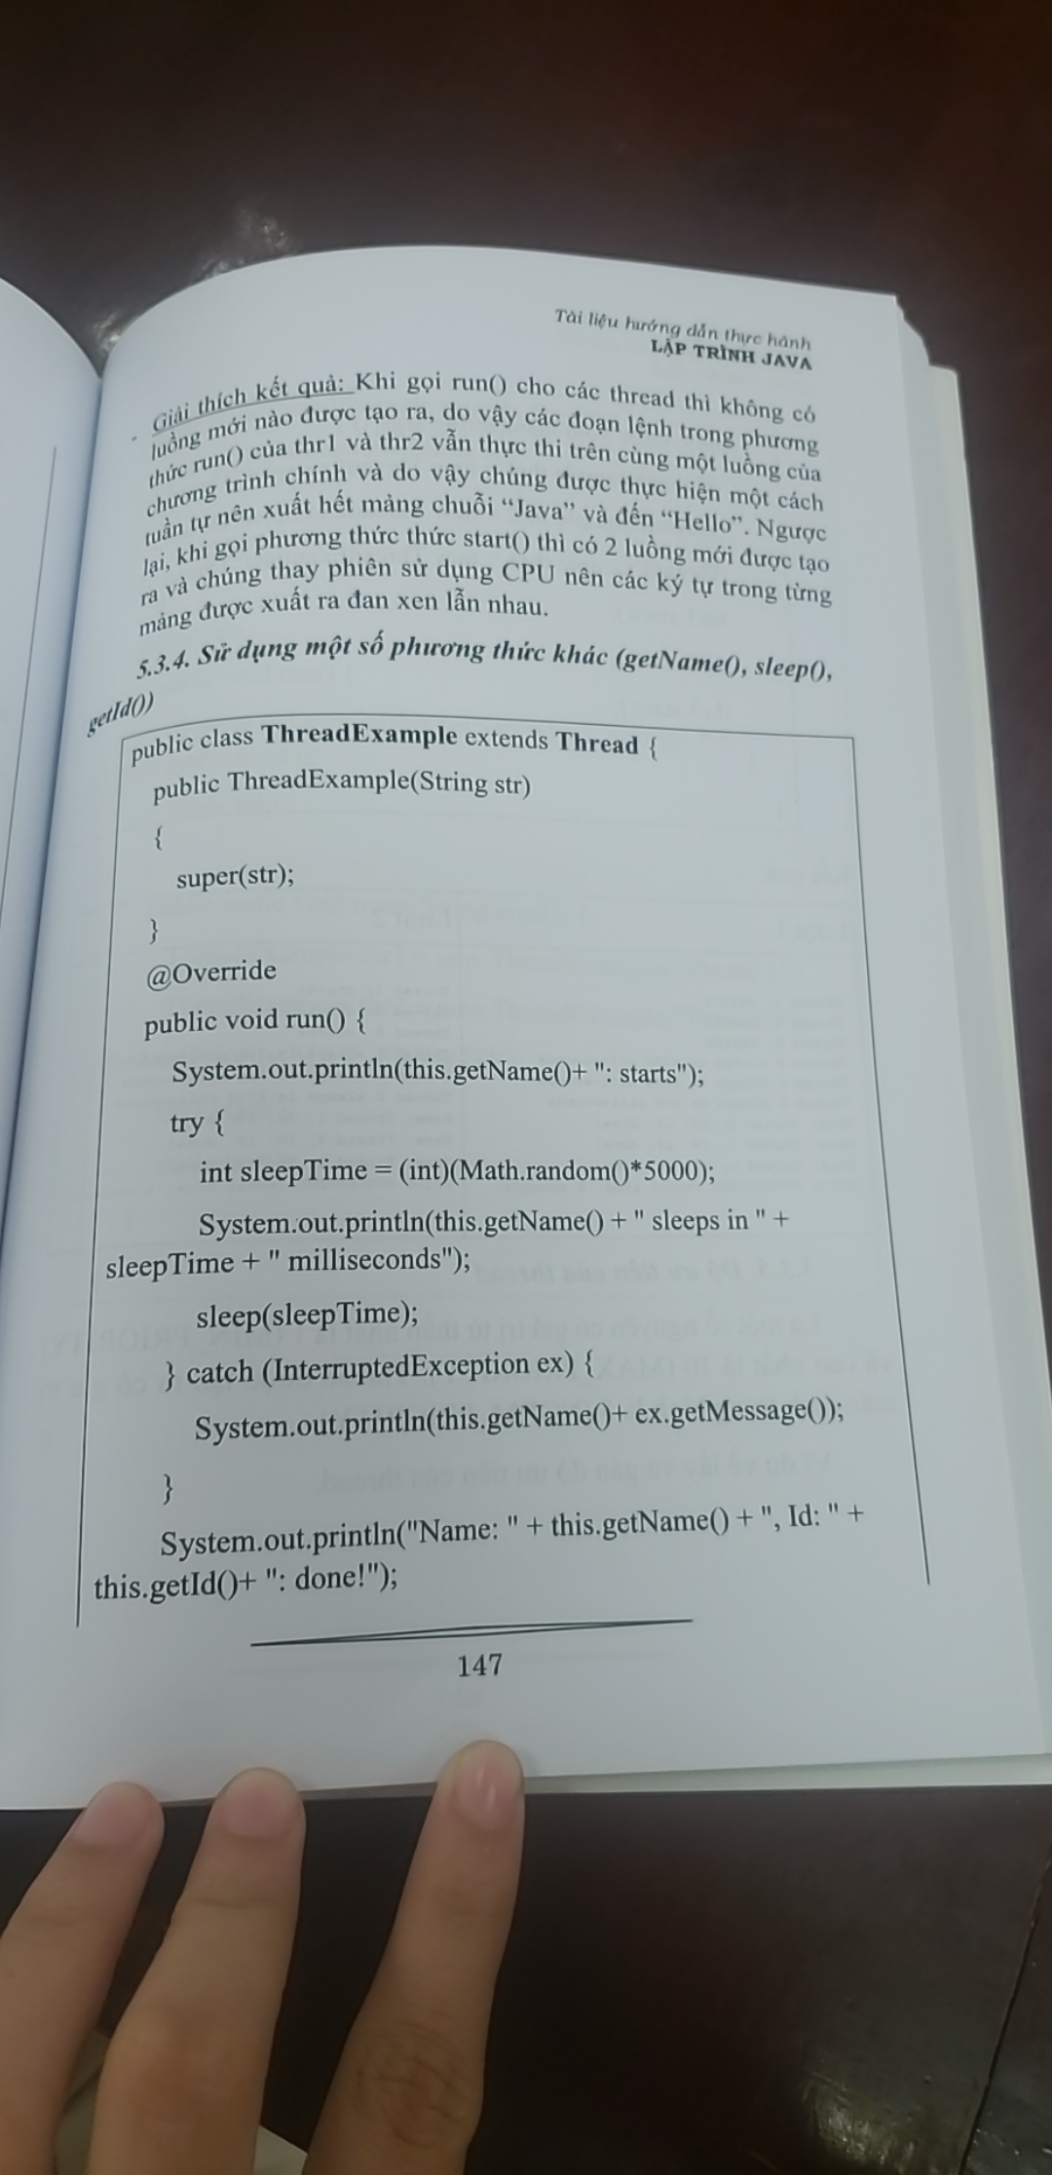 Tài liệu hướng dẫn thực hành
LẬP TRÌNH JAVA
Giải thích kết quả: Khi gọi run() cho các thread thì không có
luồng mới nào được tạo ra, do vậy các đoạn lệnh trong phương
thức run() của thr1 và thr2 vẫn thực thi trên cùng một luồng của
chương trình chính và do vậy chúng được thực hiện một cách
tuần tự nên xuất hết mảng chuỗi “Java” và đến “Hello”. Ngược
lại, khi gọi phương thức thức start() thì có 2 luồng mới được tạo
ra và chúng thay phiên sử dụng CPU nên các ký tự trong từng
mảng được xuất ra đan xen lẫn nhau.
5.3.4. Sử dụng một số phương thức khác (getName(), sleep(),
getId())
public class ThreadExample extends Thread {
public ThreadExample(String str)
{
super(str);
}
@Override
public void run() {
System.out.println(this.getName()+ ": starts");
try {
int sleepTime = (int)(Math.random()*5000);
System.out.println(this.getName() + " sleeps in " +
sleepTime + " milliseconds");
sleep(sleepTime);
} catch (InterruptedException ex) {
System.out.println(this.getName()+ ex.getMessage());
}
System.out.println("Name: " + this.getName() + ", Id: " +
this.getId()+ ": done!");
147